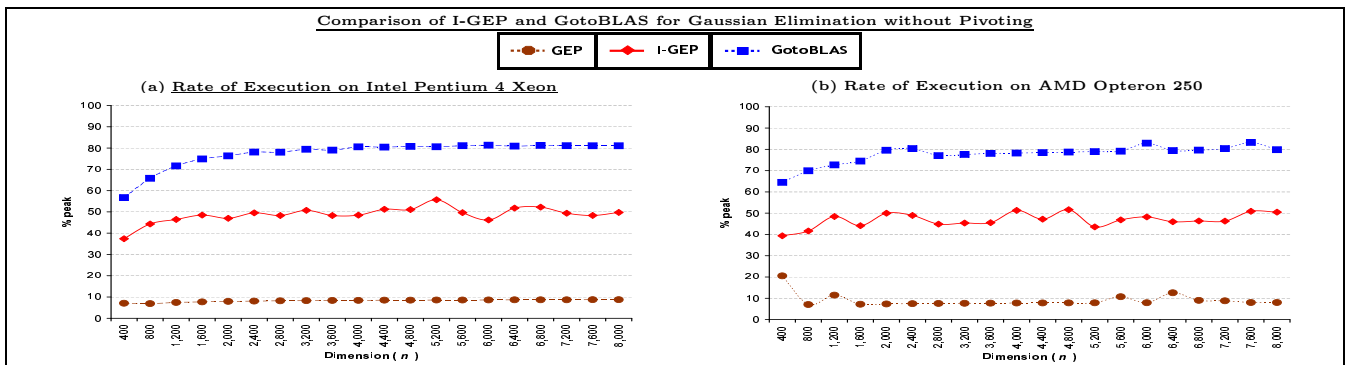 Comparison of I-GEP and GotoBLAS for Gaussian Elimination without Pivoting
GEP I-GEP GotoBLAS
(a) Rate of Execution on Intel Pentium 4 Xeon
100
90
80
70
60
50
40
30
20
10
0
% peak
400 800 1,200 1,600 2,000 2,400 2,800 3,200 3,600 4,000 4,400 4,800 5,200 5,600 6,000 6,400 6,800 7,200 7,600 8,000
Dimension ( n )
(b) Rate of Execution on AMD Opteron 250
100
90
80
70
60
50
40
30
20
10
0
% peak
400 800 1,200 1,600 2,000 2,400 2,800 3,200 3,600 4,000 4,400 4,800 5,200 5,600 6,000 6,400 6,800 7,200 7,600 8,000
Dimension ( n )